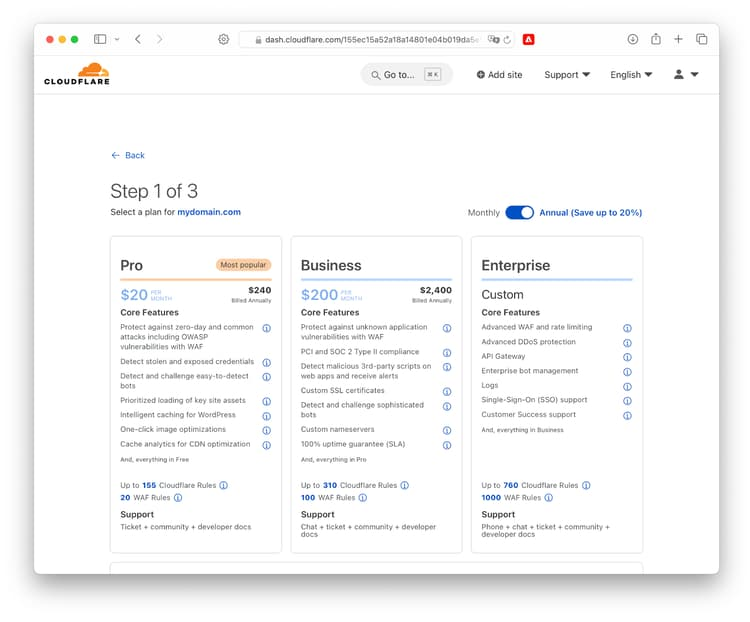 dash.cloudflare.com/155ec15a52a18a14801e04b019da5
CLOUDFLARE
Go to...
⌘ K
Add site
Support
English
Back
Step 1 of 3
Select a plan for mydomain.com
Monthly
Annual (Save up to 20%)
Pro
Most popular
$20 PER MONTH
$240
Billed Annually
Core Features
Protect against zero-day and common
attacks including OWASP
vulnerabilities with WAF
Detect stolen and exposed credentials
Detect and challenge easy-to-detect
bots
Prioritized loading of key site assets
Intelligent caching for WordPress
One-click image optimizations
Cache analytics for CDN optimization
And, everything in Free
Up to 155 Cloudflare Rules
20 WAF Rules
Support
Ticket + community + developer docs
Business
$200 PER MONTH
$2,400
Billed Annually
Core Features
Protect against unknown application
vulnerabilities with WAF
PCI and SOC 2 Type II compliance
Detect malicious 3rd-party scripts on
web apps and receive alerts
Custom SSL certificates
Detect and challenge sophisticated
bots
Custom nameservers
100% uptime guarantee (SLA)
And, everything in Pro
Up to 310 Cloudflare Rules
100 WAF Rules
Support
Chat + ticket + community + developer
docs
Enterprise
Custom
Core Features
Advanced WAF and rate limiting
Advanced DDoS protection
API Gateway
Enterprise bot management
Logs
Single-Sign-On (SSO) support
Customer Success support
And, everything in Business
Up to 760 Cloudflare Rules
1000 WAF Rules
Support
Phone + chat + ticket + community +
developer docs